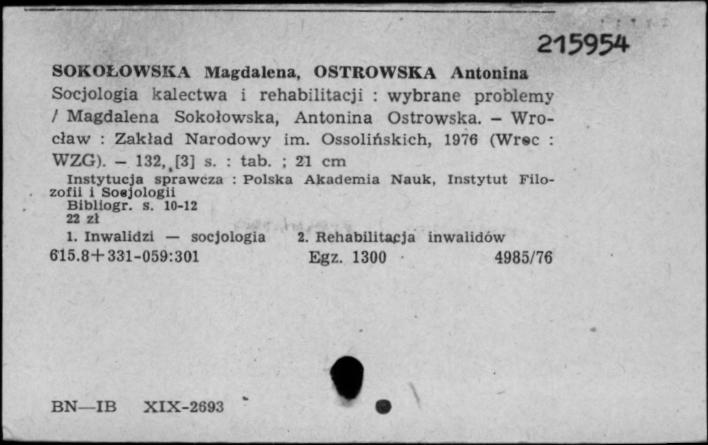 215954
SOKOŁOWSKA Magdalena, OSTROWSKA Antonina
Socjologia kalectwa i rehabilitacji : wybrane problemy
/ Magdalena Sokołowska, Antonina Ostrowska. — Wro-
cław : Zakład Narodowy im. Ossolińskich, 1976 (Wrec :
WZG). — 132, [3] s. : tab. ; 21 cm
Instytucja sprawcza : Polska Akademia Nauk, Instytut Filo-
zofii i Soejologii
Bibliogr. s. 10-12
22 zł
1. Inwalidzi — socjologia 2. Rehabilitacja inwalidów
615.8+331-059:301 Egz. 1300 4985/76
BN—IB XIX-2693